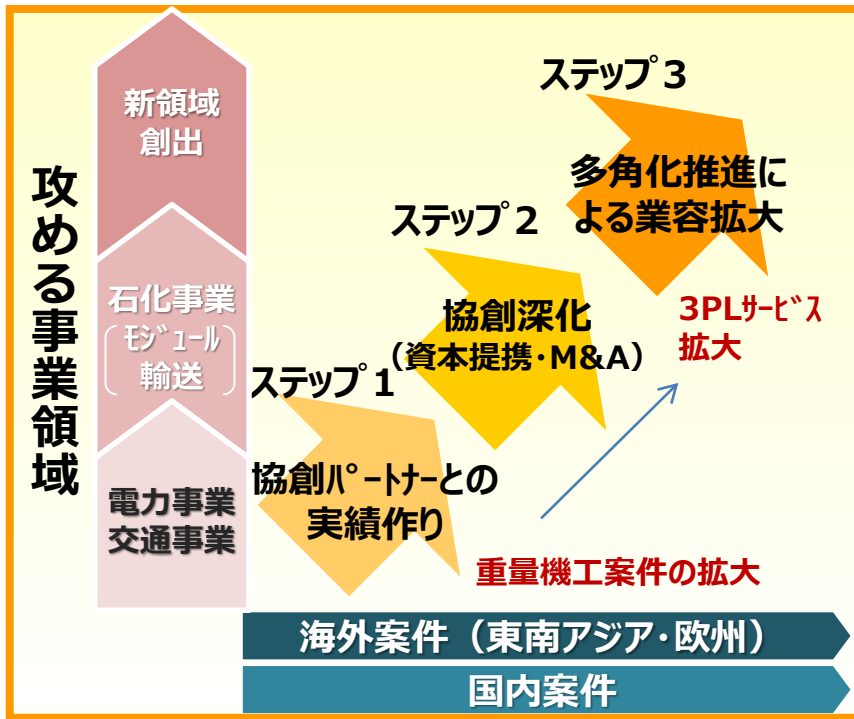 攻める事業領域
新領域
創出
石化事業
モジュール
輸送
電力事業
交通事業
ステップ1
協創パートナーとの
実績作り
ステップ2
協創深化
(資本提携・M&A)
ステップ3
多角化推進に
よる業容拡大
3PLサービス
拡大
重量機工案件の拡大
海外案件(東南アジア・欧州)
国内案件